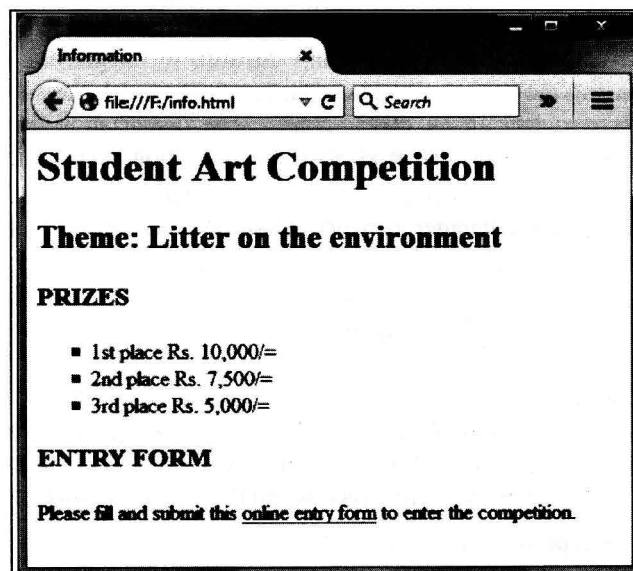 Information
file:///F:/info.html
Search
Student Art Competition
Theme: Litter on the environment
PRIZES
1st place Rs. 10,000/=
2nd place Rs. 7,500/=
3rd place Rs. 5,000/=
ENTRY FORM
Please fill and submit this online entry form to enter the competition.